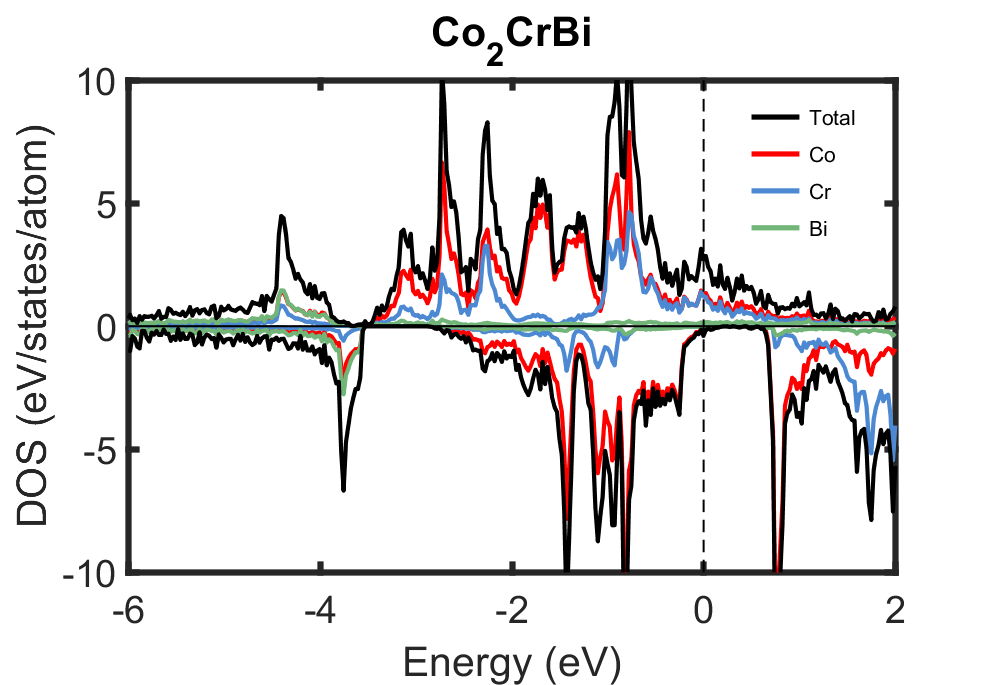 Co2CrBi
10
5
0
-5
-10
DOS (eV/states/atom)
Total
Co
Cr
Bi
-6 -4 -2 0 2
Energy (eV)